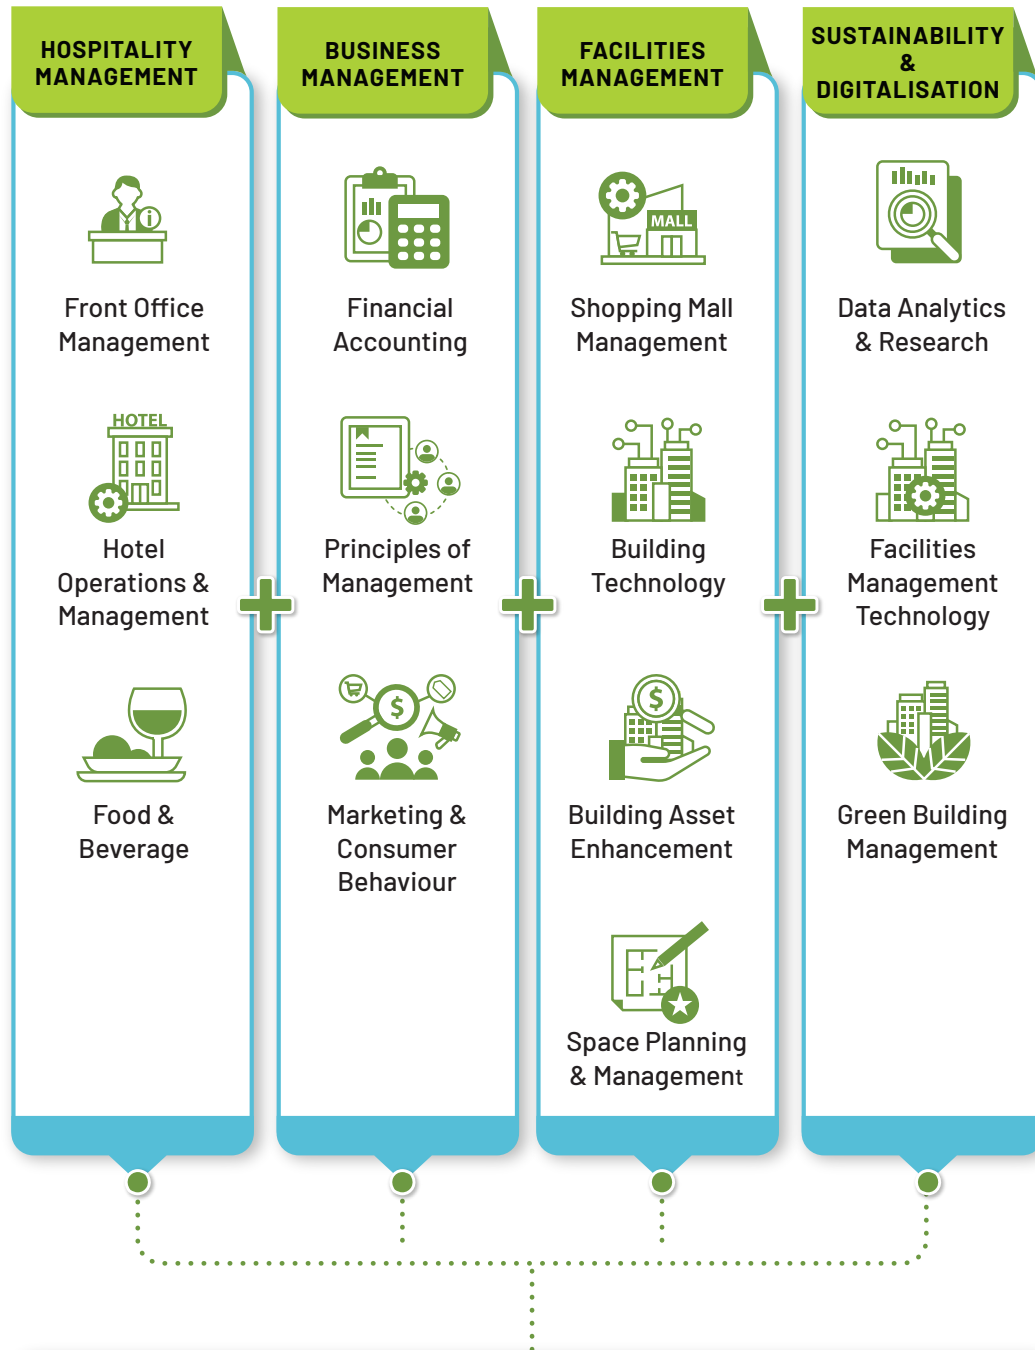 HOSPITALITY
MANAGEMENT
Front Office
Management
HOTEL
Hotel
Operations &
Management
Food &
Beverage
BUSINESS
MANAGEMENT
Financial
Accounting
Principles of
Management
$
Marketing &
Consumer
Behaviour
FACILITIES
MANAGEMENT
MALL
Shopping Mall
Management
Building
Technology
$
Building Asset
Enhancement
Space Planning
& Management
SUSTAINABILITY
&
DIGITALISATION
Data Analytics
& Research
Facilities
Management
Technology
Green Building
Management